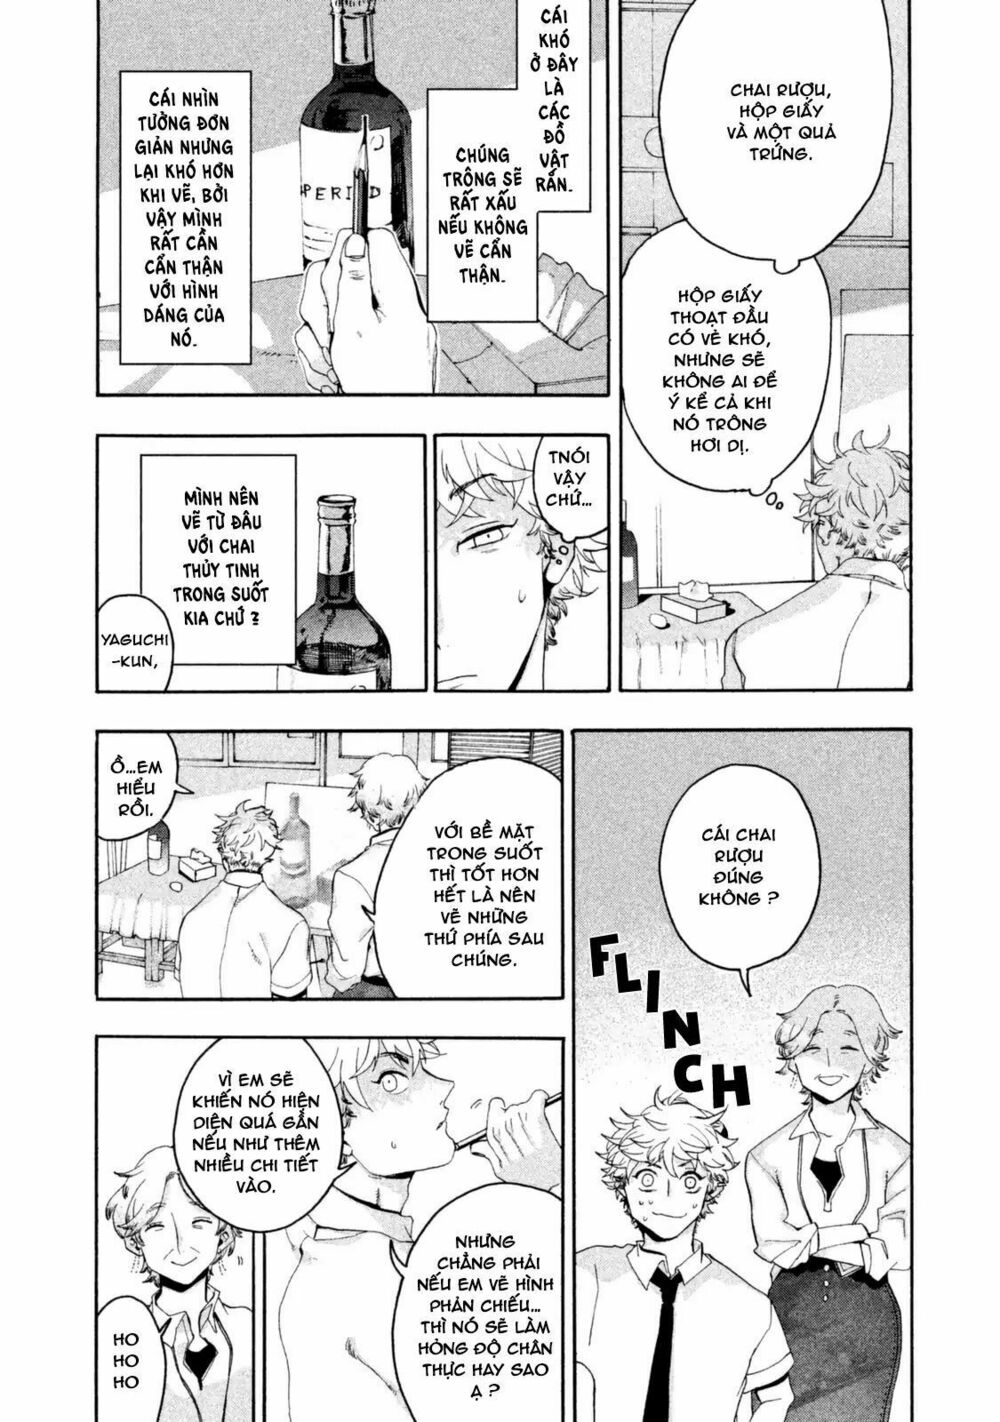 CHAI RƯỢU,
HỘP GIẤY
VÀ MỘT QUẢ
TRỨNG.
HỘP GIẤY
THOẠT ĐẦU
CÓ VẺ KHÓ,
NHƯNG SẼ
KHÔNG AI ĐỂ
Ý KỂ CẢ KHI
NÓ TRÔNG
HƠI DỊ.
CÁI
KHÓ
Ở ĐÂY
LÀ
CÁC
ĐỒ
VẬT
RẮN.
CHÚNG
TRÔNG SẼ
RẤT XẤU
NẾU KHÔNG
VẼ CẨN
THẬN.
PERI D
CÁI NHÌN
TƯỞNG ĐƠN
GIẢN NHƯNG
LẠI KHÓ HƠN
KHI VẼ, BỞI
VẬY MÌNH
RẤT CẦN
CẨN THẬN
VỚI HÌNH
DÁNG CỦA
NÓ.
TNÓI
VẬY
CHỨ...
MÌNH NÊN
VẼ TỪ ĐÂU
VỚI CHAI
THỦY TINH
TRONG SUỐT
KIA CHỨ ?
YAGUCHI
-KUN,
CÁI CHAI
RƯỢU
ĐÚNG
KHÔNG ?
FLINCH
VỚI BỀ MẶT
TRONG SUỐT
THÌ TỐT HƠN
HẾT LÀ NÊN
VẼ NHỮNG
THỨ PHÍA SAU
CHÚNG.
Ồ...EM
HIỂU
RỒI.
NHƯNG
CHẲNG PHẢI
NẾU EM VẼ HÌNH
PHẢN CHIẾU...
THÌ NÓ SẼ LÀM
HỎNG ĐỘ CHÂN
THỰC HAY SAO
Ạ ?
VÌ EM SẼ
KHIẾN NÓ HIỆN
DIỆN QUÁ GẦN
NẾU NHƯ THÊM
NHIỀU CHI TIẾT
VÀO.
HO
HO
HO